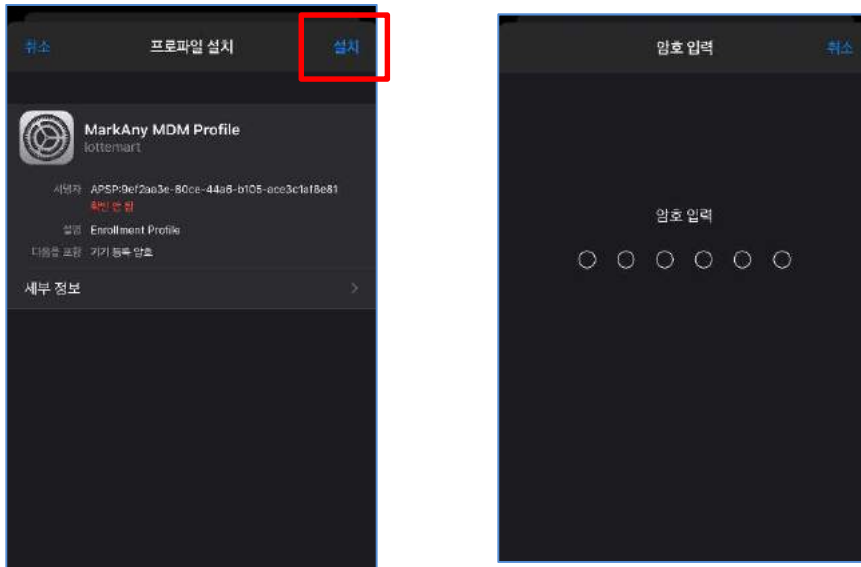 취소 프로파일 설치 설치
MarkAny MDM Profile
lottemart
서명자 APSP:9ef2aa3e-80ce-44a6-b105-ace3c1af8e81
확인 안 됨
설명 Enrollment Profile
다음을 포함 기기 등록 암호
세부 정보
암호 입력 취소
암호 입력